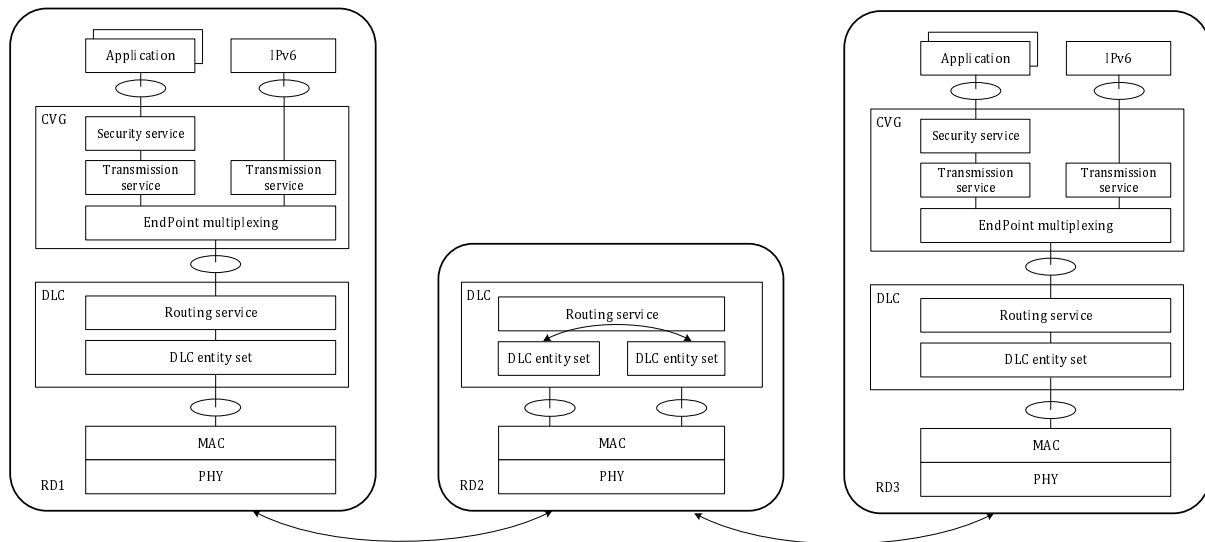 Application
IPv6
CVG
Security service
Transmission
service
Transmission
service
EndPoint multiplexing
DLC
Routing service
DLC entity set
MAC
PHY
RD1
DLC
Routing service
DLC entity set
DLC entity set
MAC
PHY
RD2
Application
IPv6
CVG
Security service
Transmission
service
Transmission
service
EndPoint multiplexing
DLC
Routing service
DLC entity set
MAC
PHY
RD3